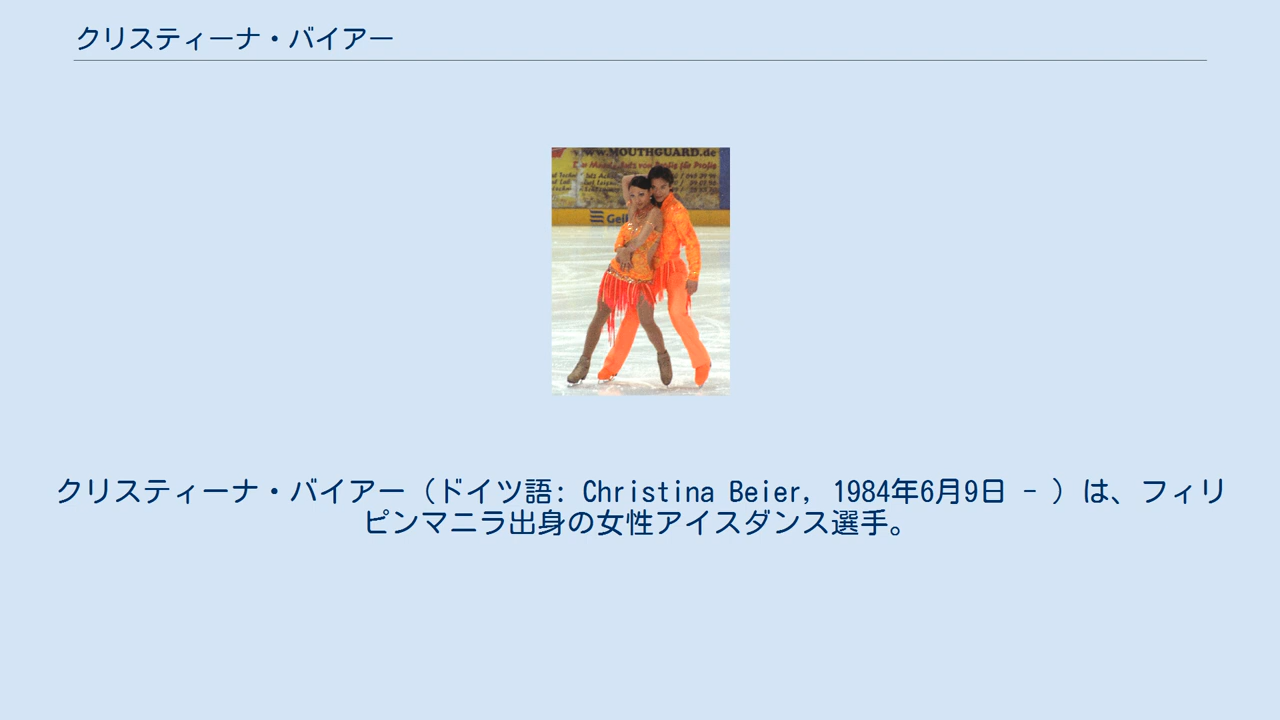 クリスティーナ・バイアー
www.MOUTHGUARD.de
クリスティーナ・バイアー（ドイツ語: Christina Beier, 1984年6月9日 - ）は、フィリ
ピンマニラ出身の女性アイスダンス選手。